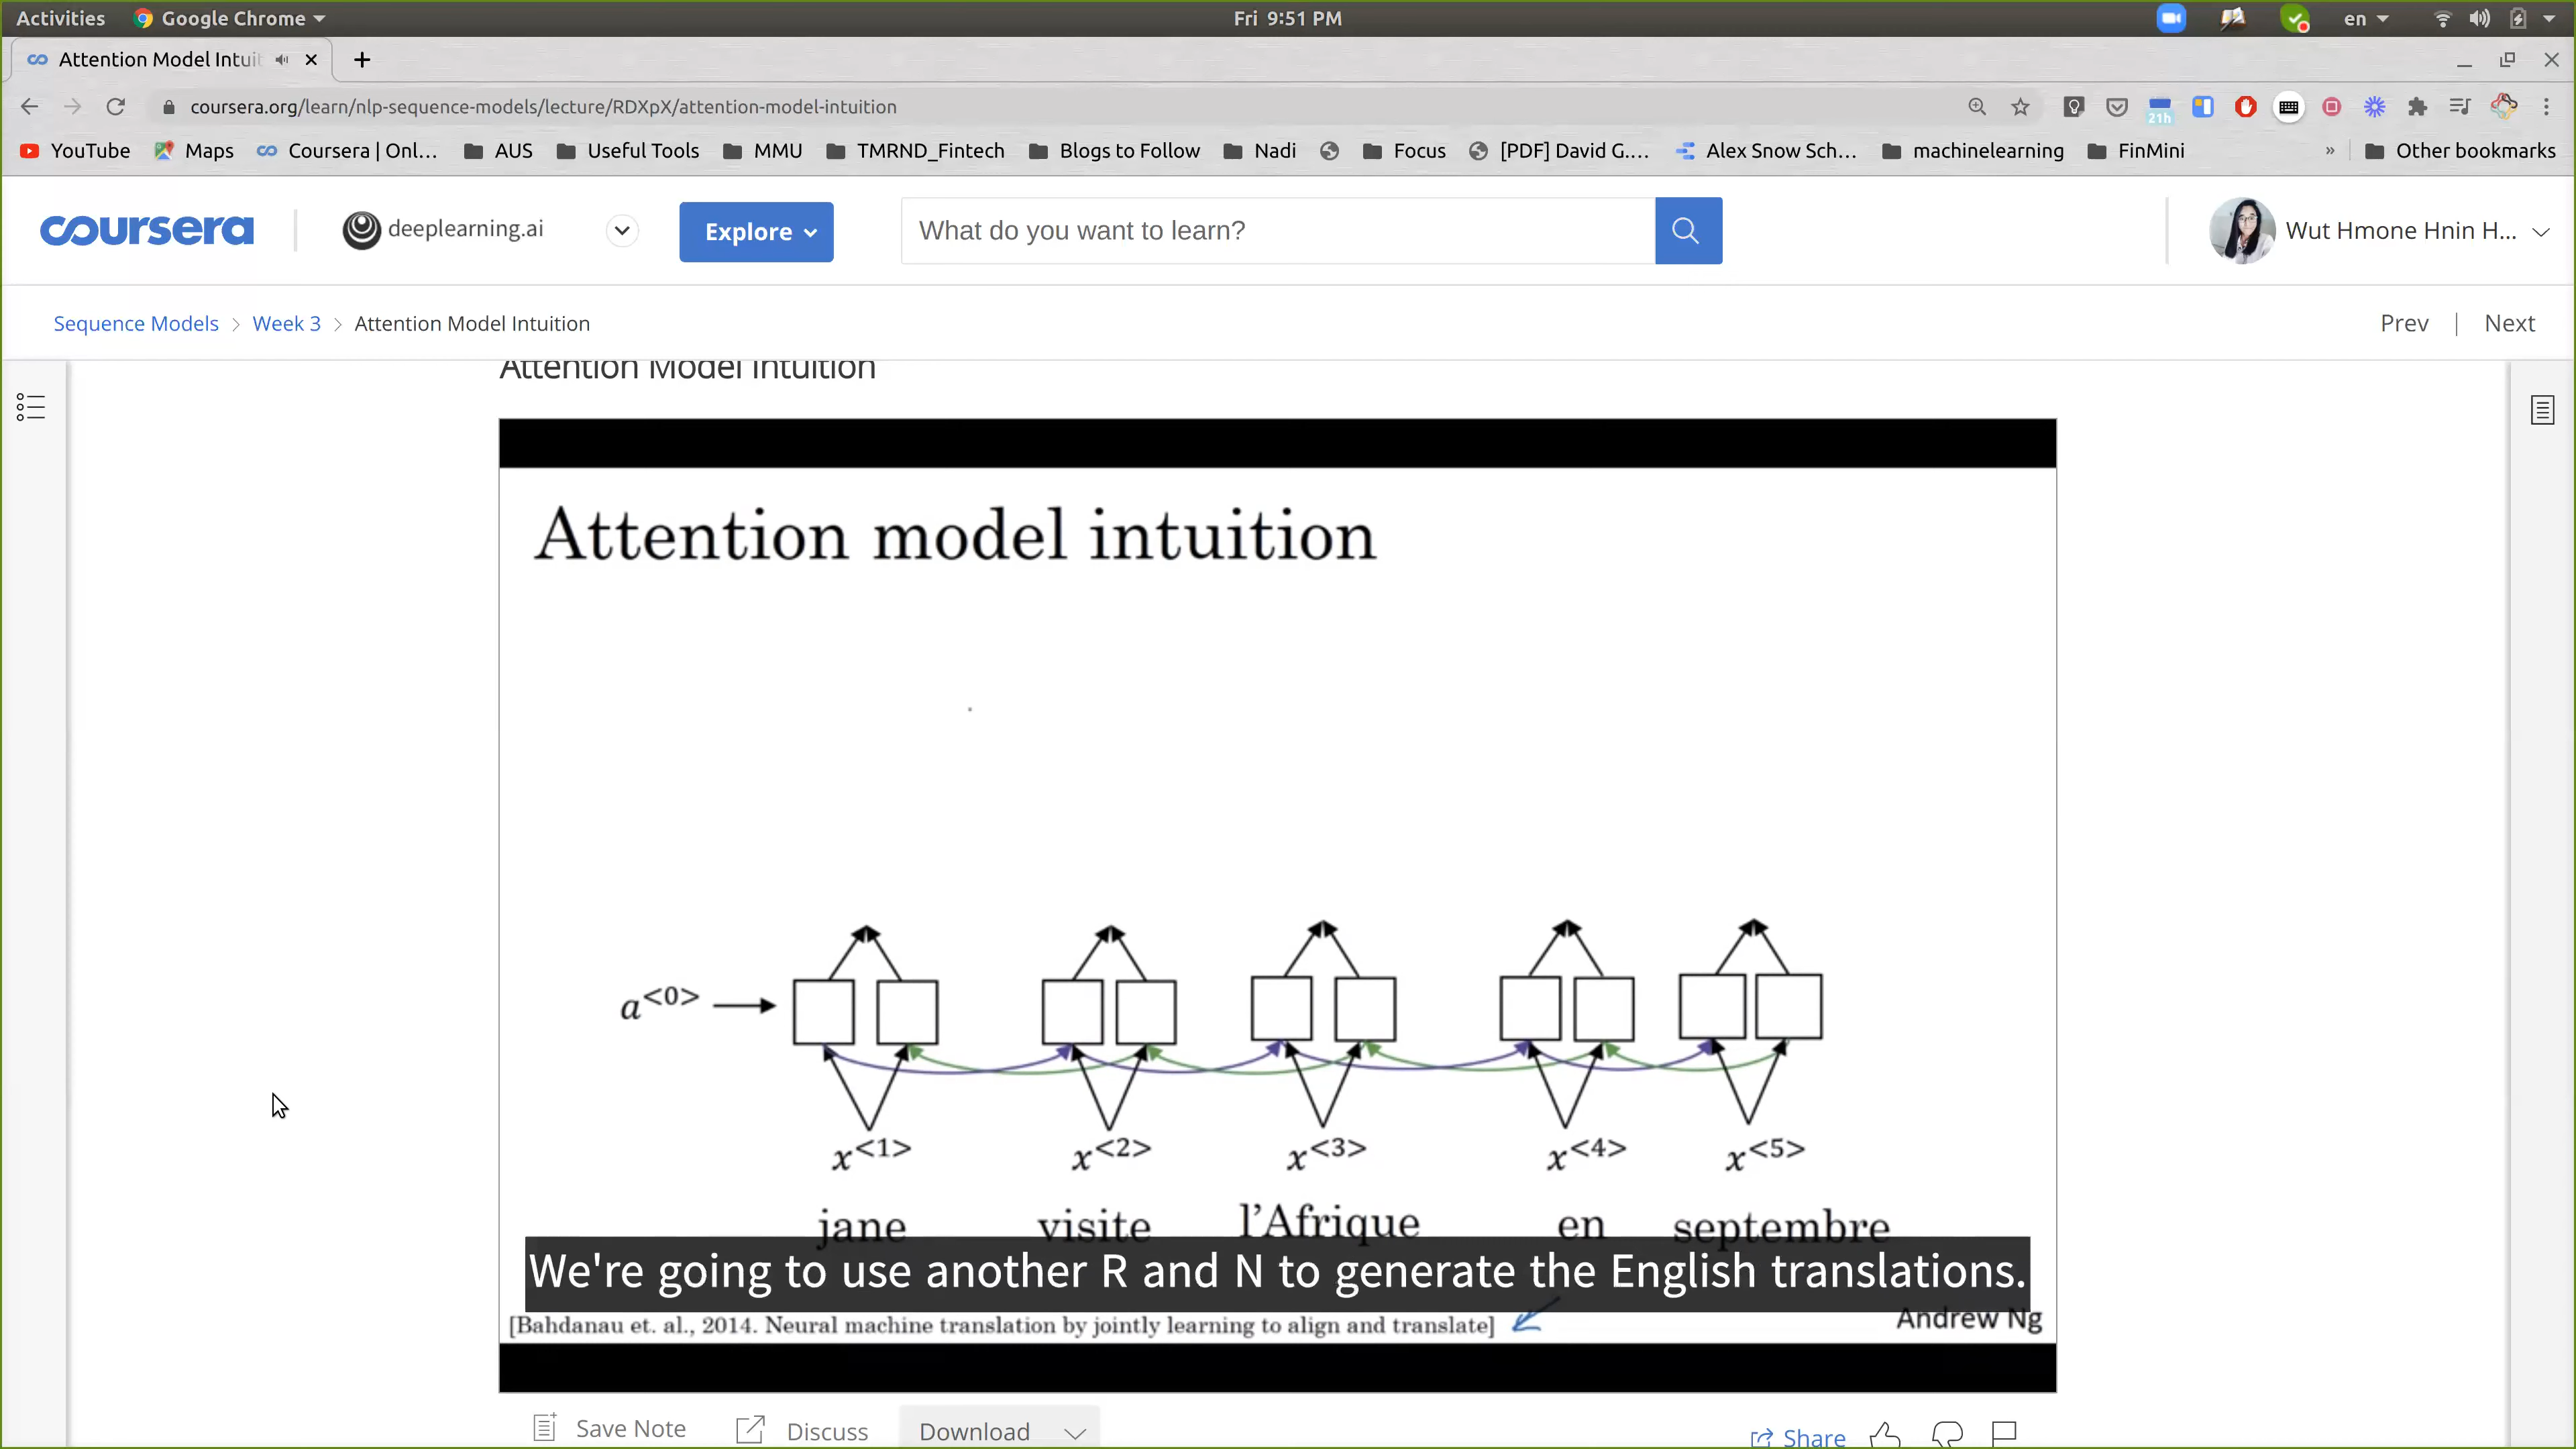 Activities Google Chrome Fri 9:51 PM en
Attention Model Intui
coursera.org/learn/nlp-sequence-models/lecture/RDXpX/attention-model-intuition
21h
YouTube Maps Coursera | Onl... AUS Useful Tools MMU TMRND_Fintech Blogs to Follow Nadi Focus [PDF] David G.... Alex Snow Sch... machinelearning FinMini » Other bookmarks
coursera deeplearning.ai Explore What do you want to learn? Wut Hmone Hnin H...
Sequence Models > Week 3 > Attention Model Intuition Prev | Next
Attention Model Intuition
Attention model intuition
a<0>
x<1> x<2> x<3> x<4> x<5>
jane visite l'Afrique en septembre
We're going to use another R and N to generate the English translations.
[Bahdanau et. al., 2014. Neural machine translation by jointly learning to align and translate] Andrew Ng
Save Note Discuss Download Share